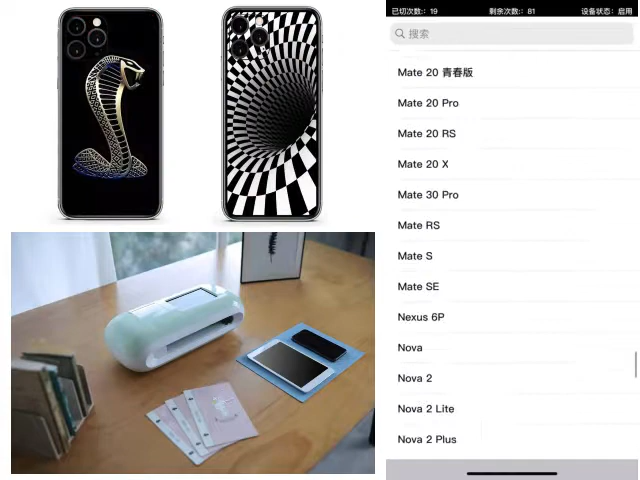 已切次数：: 19 剩余次数：: 81 设备状态：启用
搜索
Mate 20 青春版
Mate 20 Pro
Mate 20 RS
Mate 20 X
Mate 30 Pro
Mate RS
Mate S
Mate SE
Nexus 6P
Nova
Nova 2
Nova 2 Lite
Nova 2 Plus